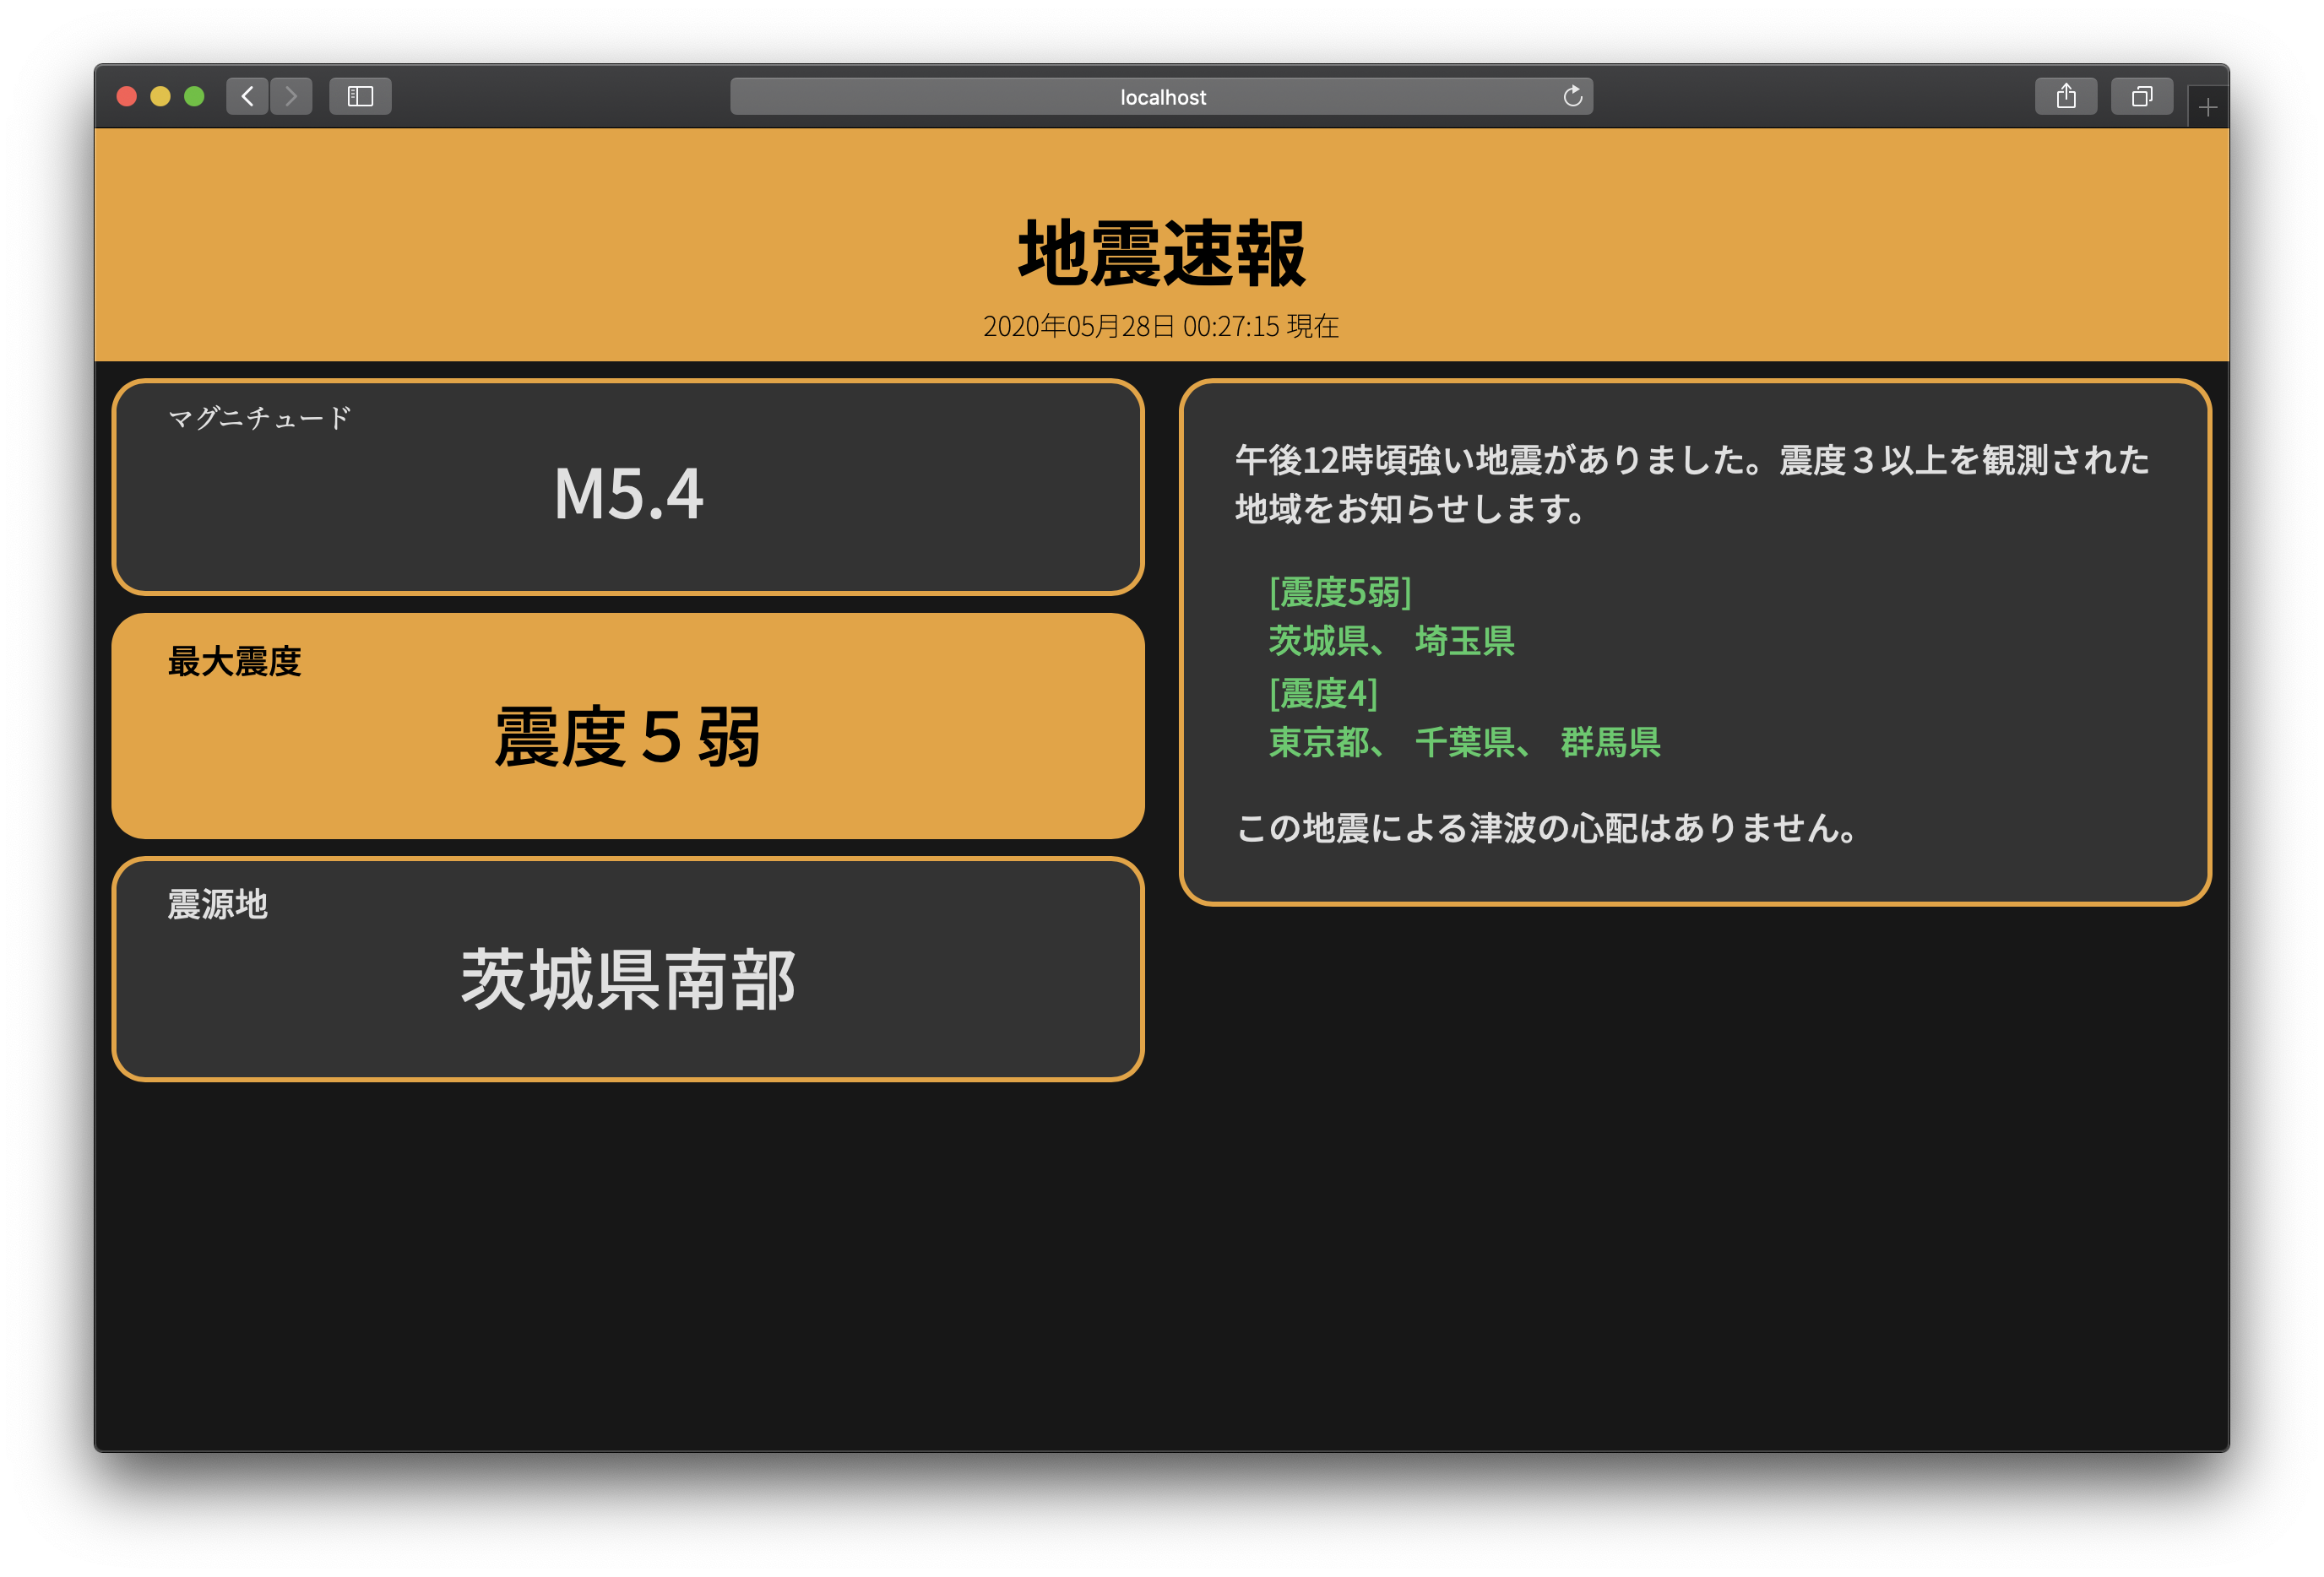 localhost
地震速報
2020年05月28日 00:27:15 現在
マグニチュード
M5.4
最大震度
震度５弱
震源地
茨城県南部
午後12時頃強い地震がありました。震度３以上を観測された
地域をお知らせします。
[震度5弱]
茨城県、 埼玉県
[震度4]
東京都、 千葉県、 群馬県
この地震による津波の心配はありません。